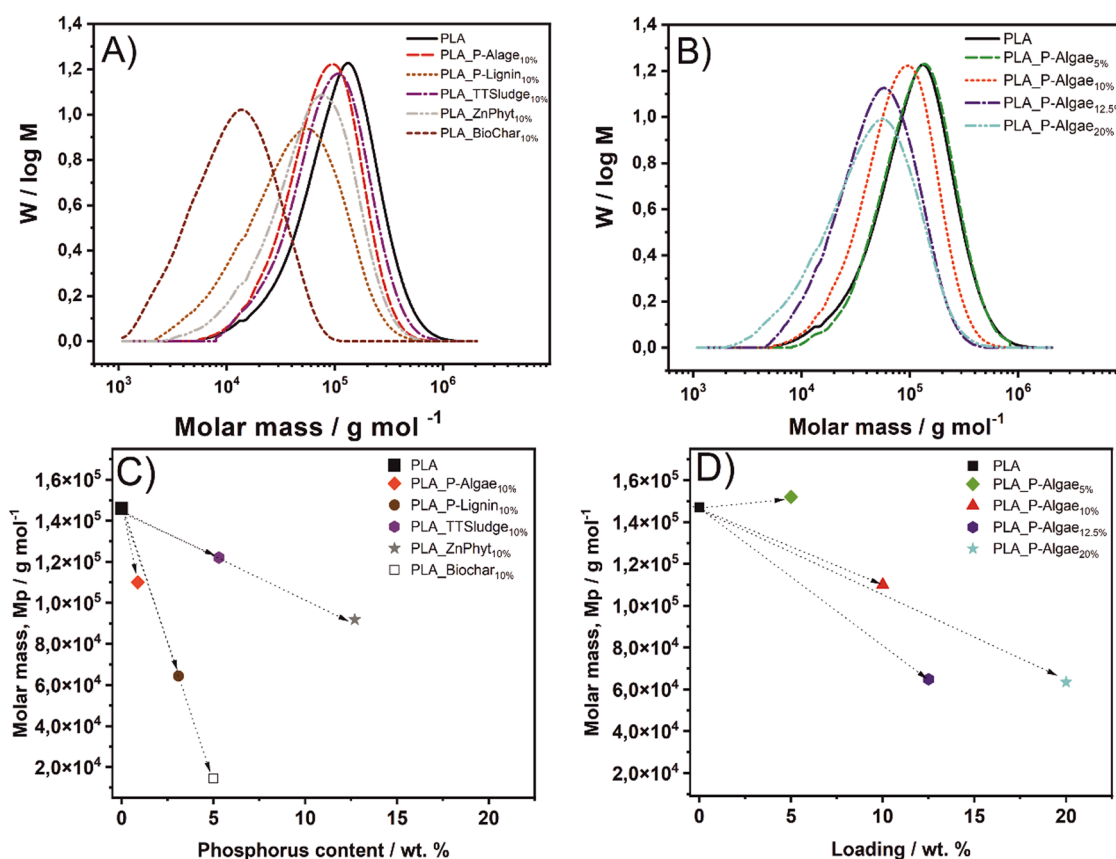 A)
W / log M
1,4
1,2
1,0
0,8
0,6
0,4
0,2
0,0
10³ 10⁴ 10⁵ 10⁶
Molar mass / g mol ⁻¹
PLA
PLA_P-Alage₁₀%
PLA_P-Lignin₁₀%
PLA_TTSludge₁₀%
PLA_ZnPhyt₁₀%
PLA_BioChar₁₀%
B)
W / log M
1,4
1,2
1,0
0,8
0,6
0,4
0,2
0,0
10³ 10⁴ 10⁵ 10⁶
Molar mass / g mol⁻¹
PLA
PLA_P-Algae₅%
PLA_P-Algae₁₀%
PLA_P-Algae₁₂.₅%
PLA_P-Algae₂₀%
C)
Molar mass, Mp / g mol⁻¹
1,6×10⁵
1,4×10⁵
1,2×10⁵
1,0×10⁵
8,0×10⁴
6,0×10⁴
4,0×10⁴
2,0×10⁴
0 5 10 15 20
Phosphorus content / wt. %
PLA
PLA_P-Algae₁₀%
PLA_P-Lignin₁₀%
PLA_TTSludge₁₀%
PLA_ZnPhyt₁₀%
PLA_Biochar₁₀%
D)
Molar mass, Mp / g mol⁻¹
1,6×10⁵
1,4×10⁵
1,2×10⁵
1,0×10⁵
8,0×10⁴
6,0×10⁴
4,0×10⁴
2,0×10⁴
0 5 10 15 20
Loading / wt. %
PLA
PLA_P-Algae₅%
PLA_P-Algae₁₀%
PLA_P-Algae₁₂.₅%
PLA_P-Algae₂₀%